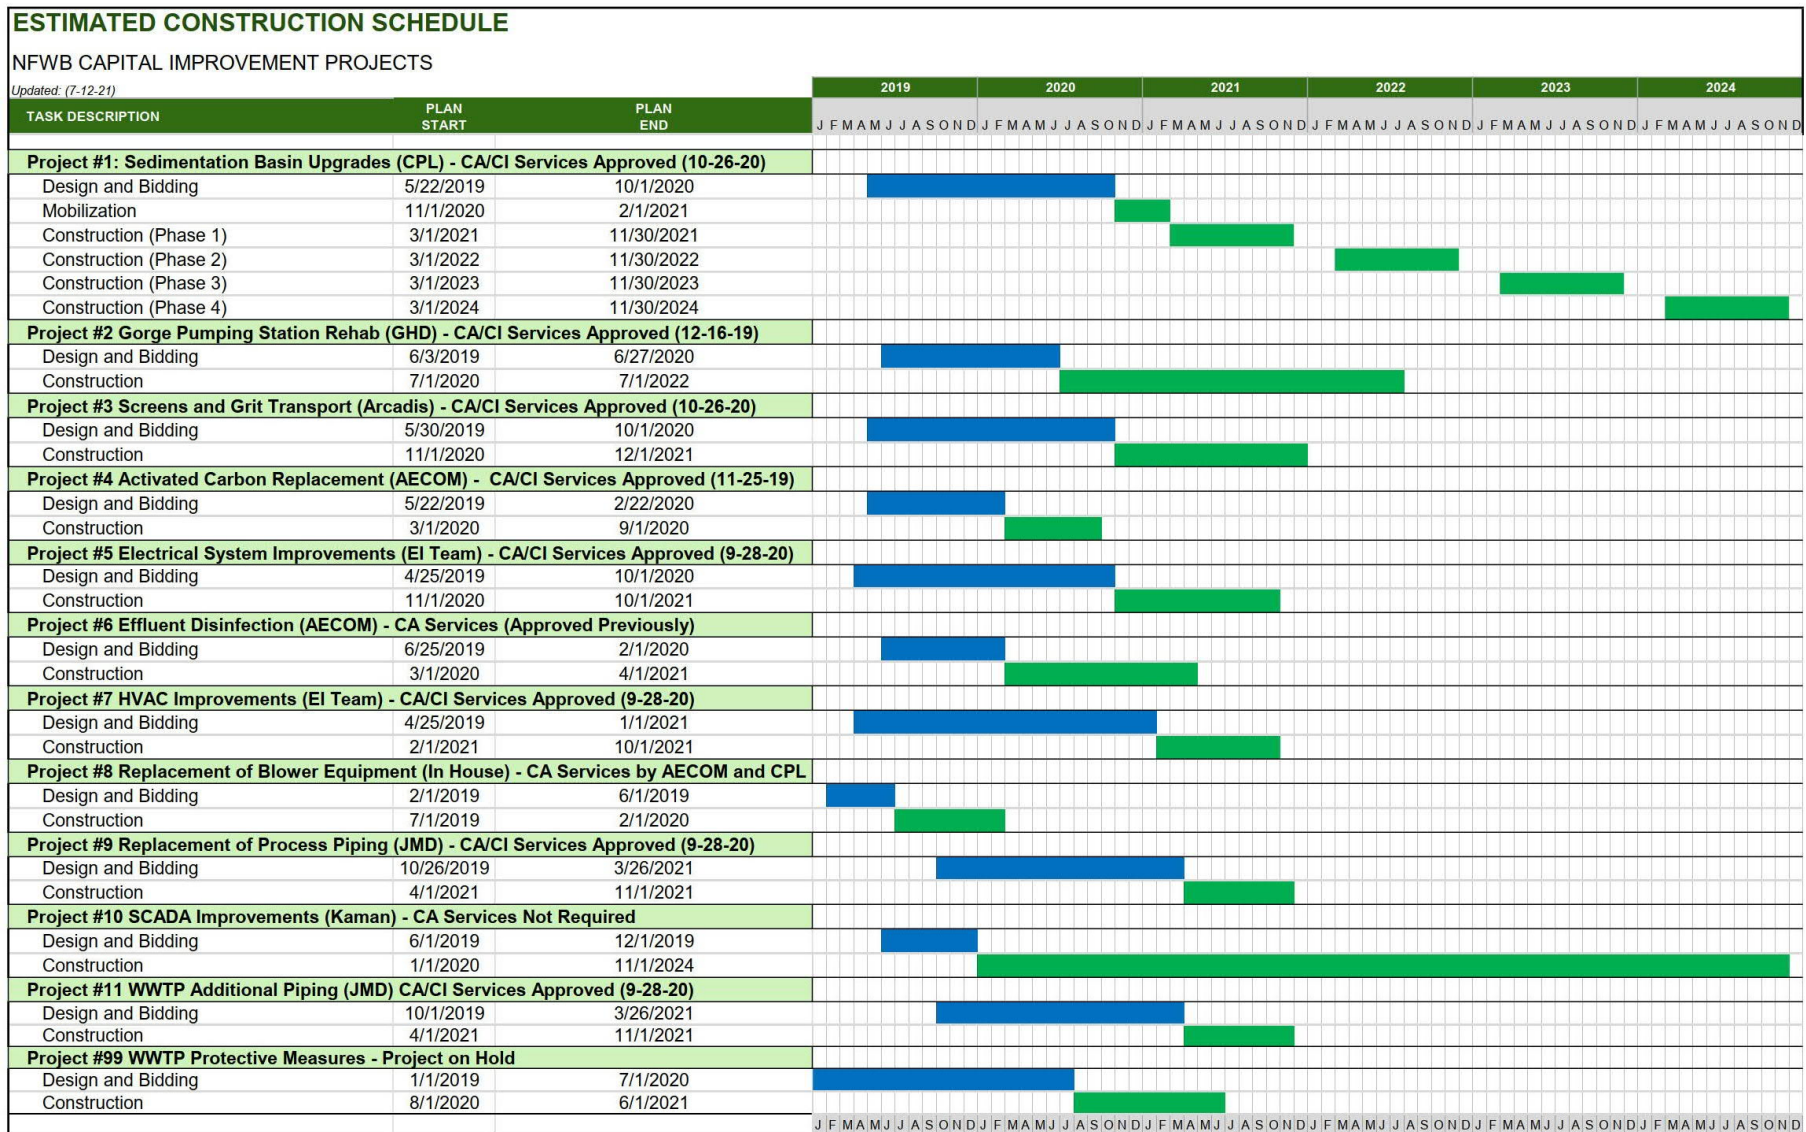 ESTIMATED CONSTRUCTION SCHEDULE
NFWB CAPITAL IMPROVEMENT PROJECTS
Updated: (7-12-21)
2019 2020 2021 2022 2023 2024
TASK DESCRIPTION PLAN START PLAN END
J F M A M J J A S O N D J F M A M J J A S O N D J F M A M J J A S O N D J F M A M J J A S O N D J F M A M J J A S O N D J F M A M J J A S O N D
Project #1: Sedimentation Basin Upgrades (CPL) - CA/CI Services Approved (10-26-20)
Design and Bidding 5/22/2019 10/1/2020
Mobilization 11/1/2020 2/1/2021
Construction (Phase 1) 3/1/2021 11/30/2021
Construction (Phase 2) 3/1/2022 11/30/2022
Construction (Phase 3) 3/1/2023 11/30/2023
Construction (Phase 4) 3/1/2024 11/30/2024
Project #2 Gorge Pumping Station Rehab (GHD) - CA/CI Services Approved (12-16-19)
Design and Bidding 6/3/2019 6/27/2020
Construction 7/1/2020 7/1/2022
Project #3 Screens and Grit Transport (Arcadis) - CA/CI Services Approved (10-26-20)
Design and Bidding 5/30/2019 10/1/2020
Construction 11/1/2020 12/1/2021
Project #4 Activated Carbon Replacement (AECOM) - CA/CI Services Approved (11-25-19)
Design and Bidding 5/22/2019 2/22/2020
Construction 3/1/2020 9/1/2020
Project #5 Electrical System Improvements (EI Team) - CA/CI Services Approved (9-28-20)
Design and Bidding 4/25/2019 10/1/2020
Construction 11/1/2020 10/1/2021
Project #6 Effluent Disinfection (AECOM) - CA Services (Approved Previously)
Design and Bidding 6/25/2019 2/1/2020
Construction 3/1/2020 4/1/2021
Project #7 HVAC Improvements (EI Team) - CA/CI Services Approved (9-28-20)
Design and Bidding 4/25/2019 1/1/2021
Construction 2/1/2021 10/1/2021
Project #8 Replacement of Blower Equipment (In House) - CA Services by AECOM and CPL
Design and Bidding 2/1/2019 6/1/2019
Construction 7/1/2019 2/1/2020
Project #9 Replacement of Process Piping (JMD) - CA/CI Services Approved (9-28-20)
Design and Bidding 10/26/2019 3/26/2021
Construction 4/1/2021 11/1/2021
Project #10 SCADA Improvements (Kaman) - CA Services Not Required
Design and Bidding 6/1/2019 12/1/2019
Construction 1/1/2020 11/1/2024
Project #11 WWTP Additional Piping (JMD) CA/CI Services Approved (9-28-20)
Design and Bidding 10/1/2019 3/26/2021
Construction 4/1/2021 11/1/2021
Project #99 WWTP Protective Measures - Project on Hold
Design and Bidding 1/1/2019 7/1/2020
Construction 8/1/2020 6/1/2021
J F M A M J J A S O N D J F M A M J J A S O N D J F M A M J J A S O N D J F M A M J J A S O N D J F M A M J J A S O N D J F M A M J J A S O N D